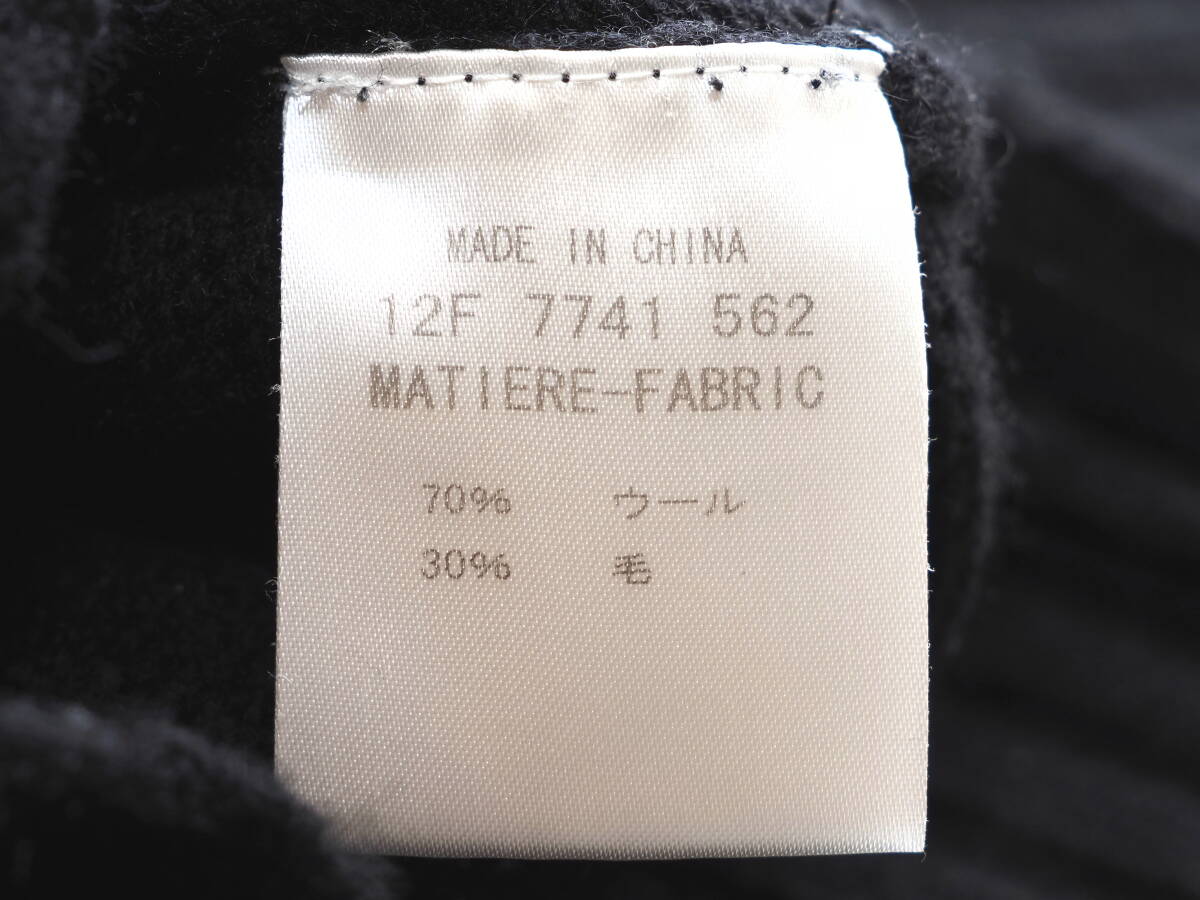 MADE IN CHINA
12F 7741 562
MATIERE-FABRIC
70% ウール
30% 毛